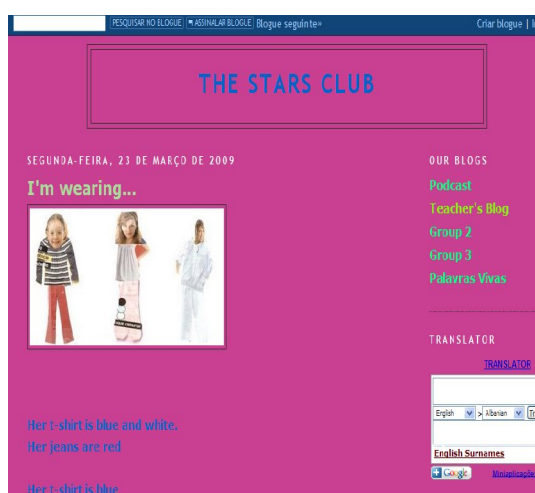 PESQUISAR NO BLOGUE ASSINALAR BLOGUE Blogue seguinte»
Criar blogue |
THE STARS CLUB
SEGUNDA-FEIRA, 23 DE MARÇO DE 2009
I'm wearing...
Her t-shirt is blue and white.
Her jeans are red
Her t-shirt is blue
OUR BLOGS
Podcast
Teacher's Blog
Group 2
Group 3
Palavras Vivas
TRANSLATOR
TRANSLATOR
English > Albanian
English Surnames
Google